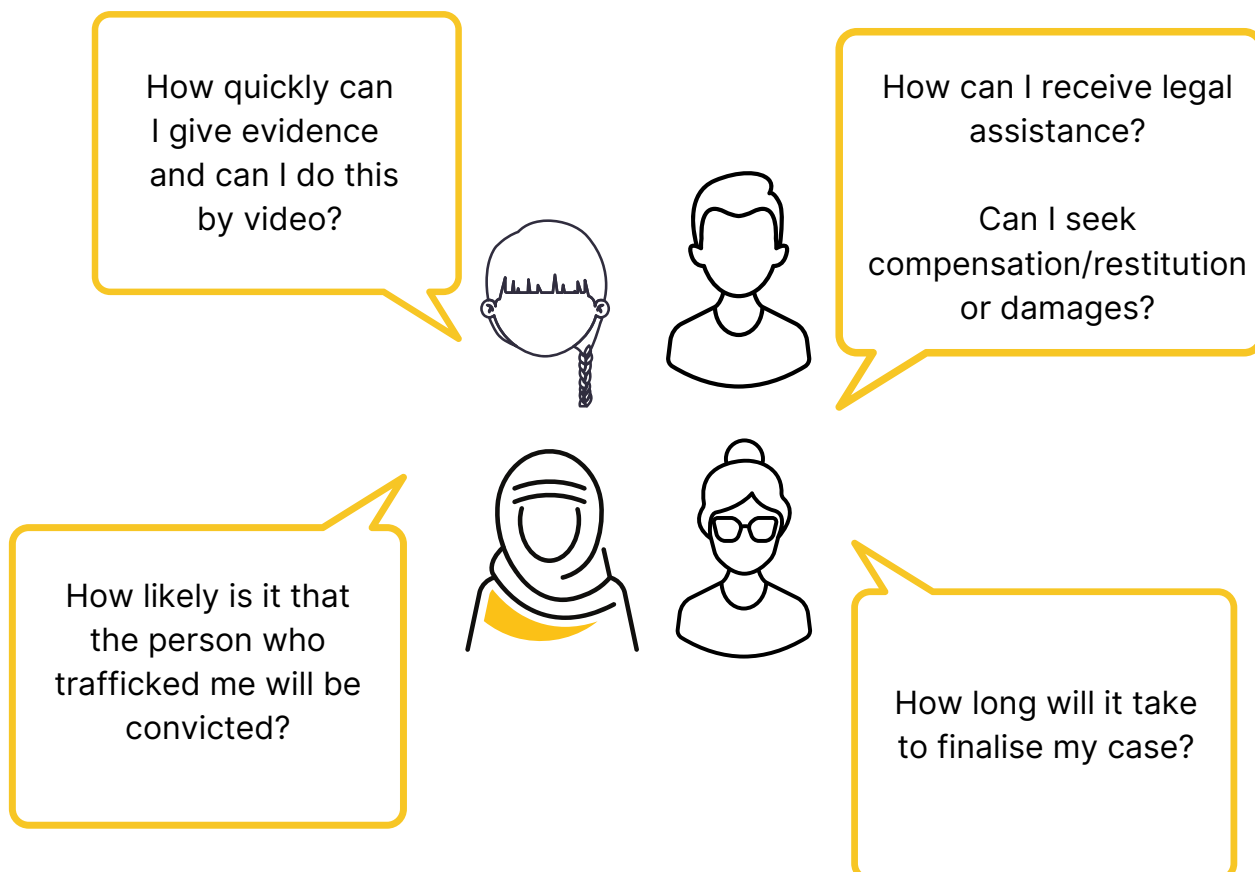 How quickly can
I give evidence
and can I do this
by video?
How can I receive legal
assistance?
Can I seek
compensation/restitution
or damages?
How likely is it that
the person who
trafficked me will be
convicted?
How long will it take
to finalise my case?